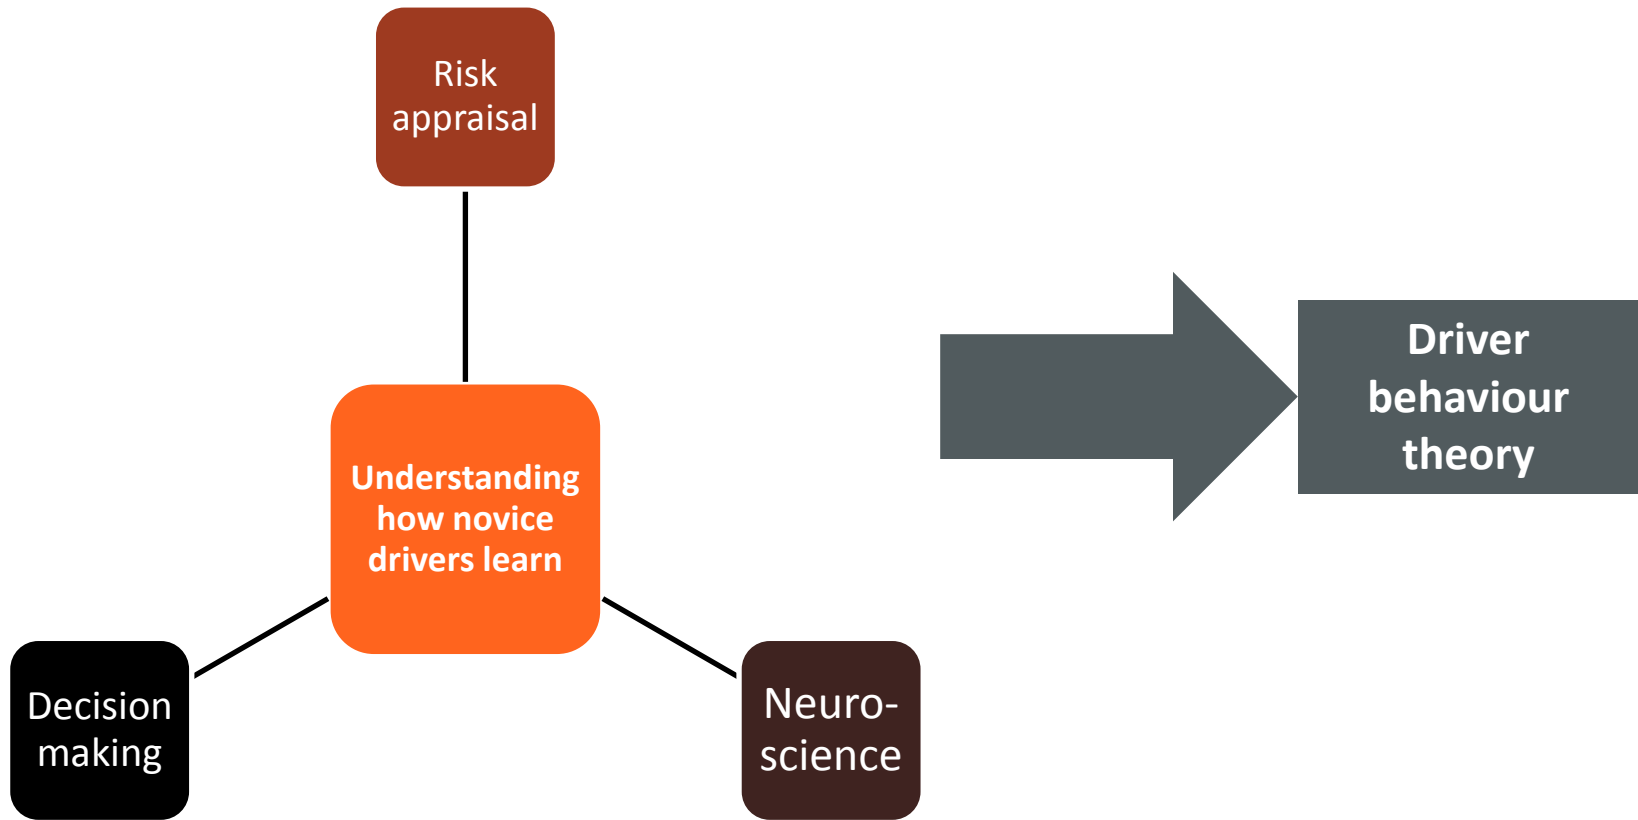 Risk
appraisal
Understanding
how novice
drivers learn
Decision
making
Neuro-
science
Driver
behaviour
theory